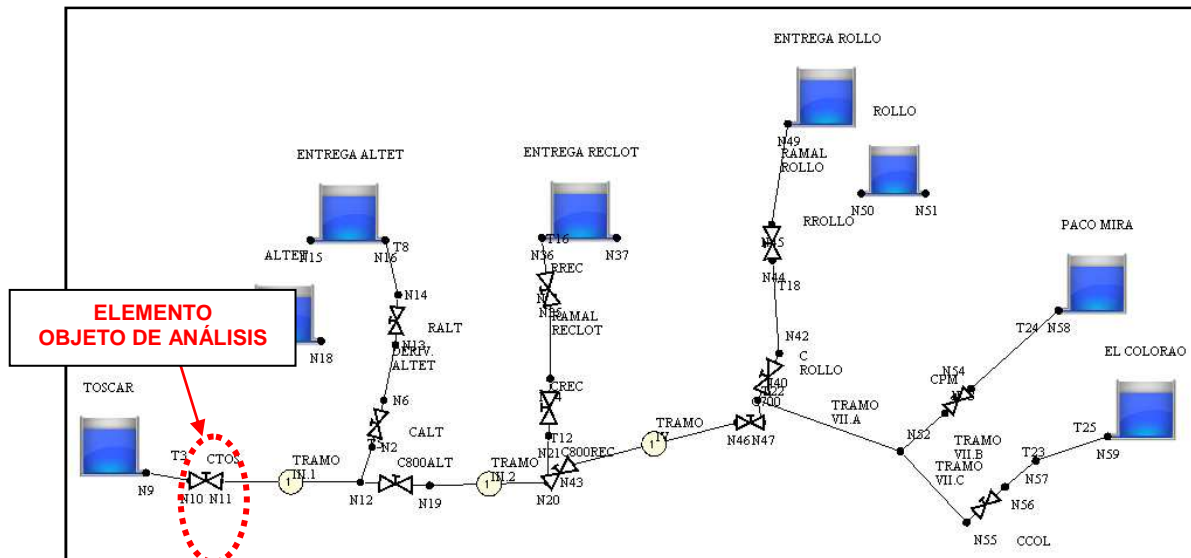 ENTREGA ROLLO
ROLLO
N49
RAMAL
ROLLO
N50
N51
RROLLO
N45
N44
T18
N42
C
ROLLO
N40
ENTREGA ALTET
T8
N15
N16
ALTET
N14
RALT
N13
DERIV.
ALTET
N18
N6
CALT
N2
ENTREGA RECLOT
T16
N36
N37
RREC
RAMAL
RECLOT
CREC
T12
N21
C800REC
N43
N20
PACO MIRA
T24
N58
EL COLORAO
N54
CPM
T25
N59
T23
N57
N52
TRAMO
VII.A
TRAMO
VII.B
TRAMO
VII.C
N56
N55
CCOL
ELEMENTO
OBJETO DE ANÁLISIS
TOSCAR
T3
CTOS
N9
N10
N11
TRAMO
III.1
1
N12
C800ALT
N19
TRAMO
III.2
1
TRAMO
IV
1
N46
N47